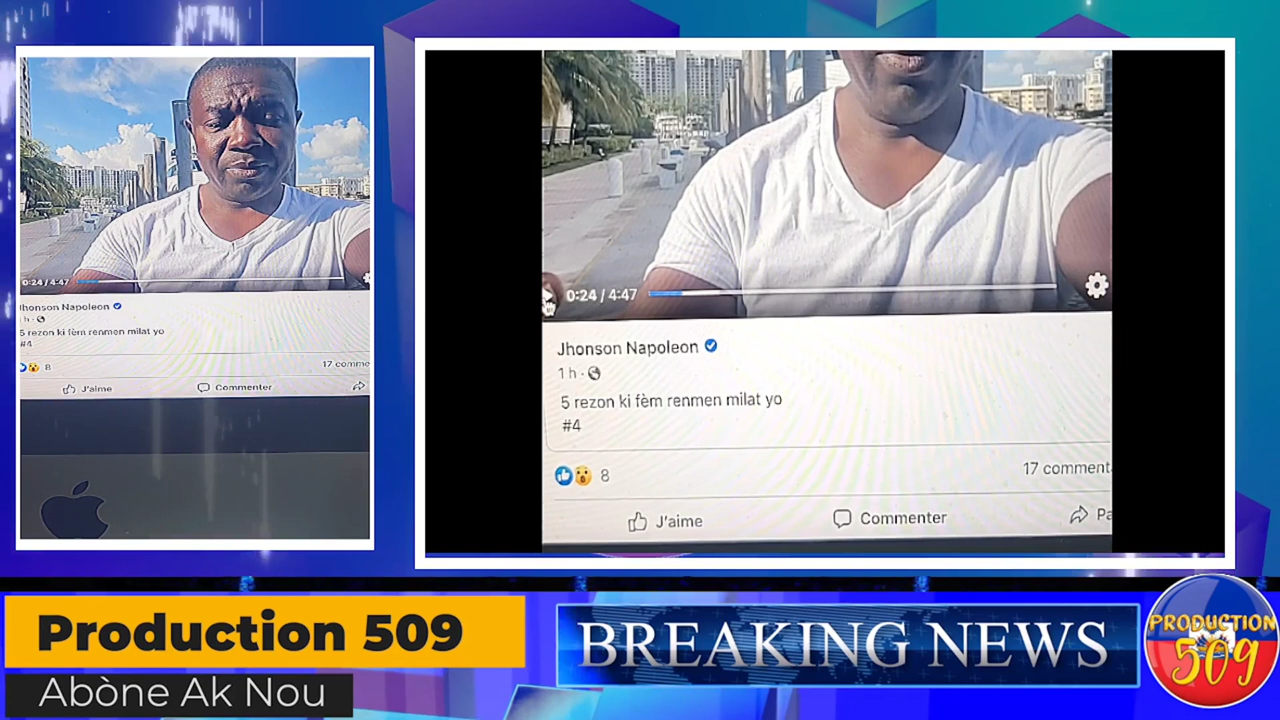 0:24 / 4:47
Jhonson Napoleon
h ·
5 rezon ki fèm renmen milat yo
#4
8
17 comme
J'aime
Commenter
0:24 / 4:47
Jhonson Napoleon
1 h ·
5 rezon ki fèm renmen milat yo
#4
8
17 comment
J'aime
Commenter
Pa
Production 509
Abòne Ak Nou
BREAKING NEWS
PRODUCTION
509